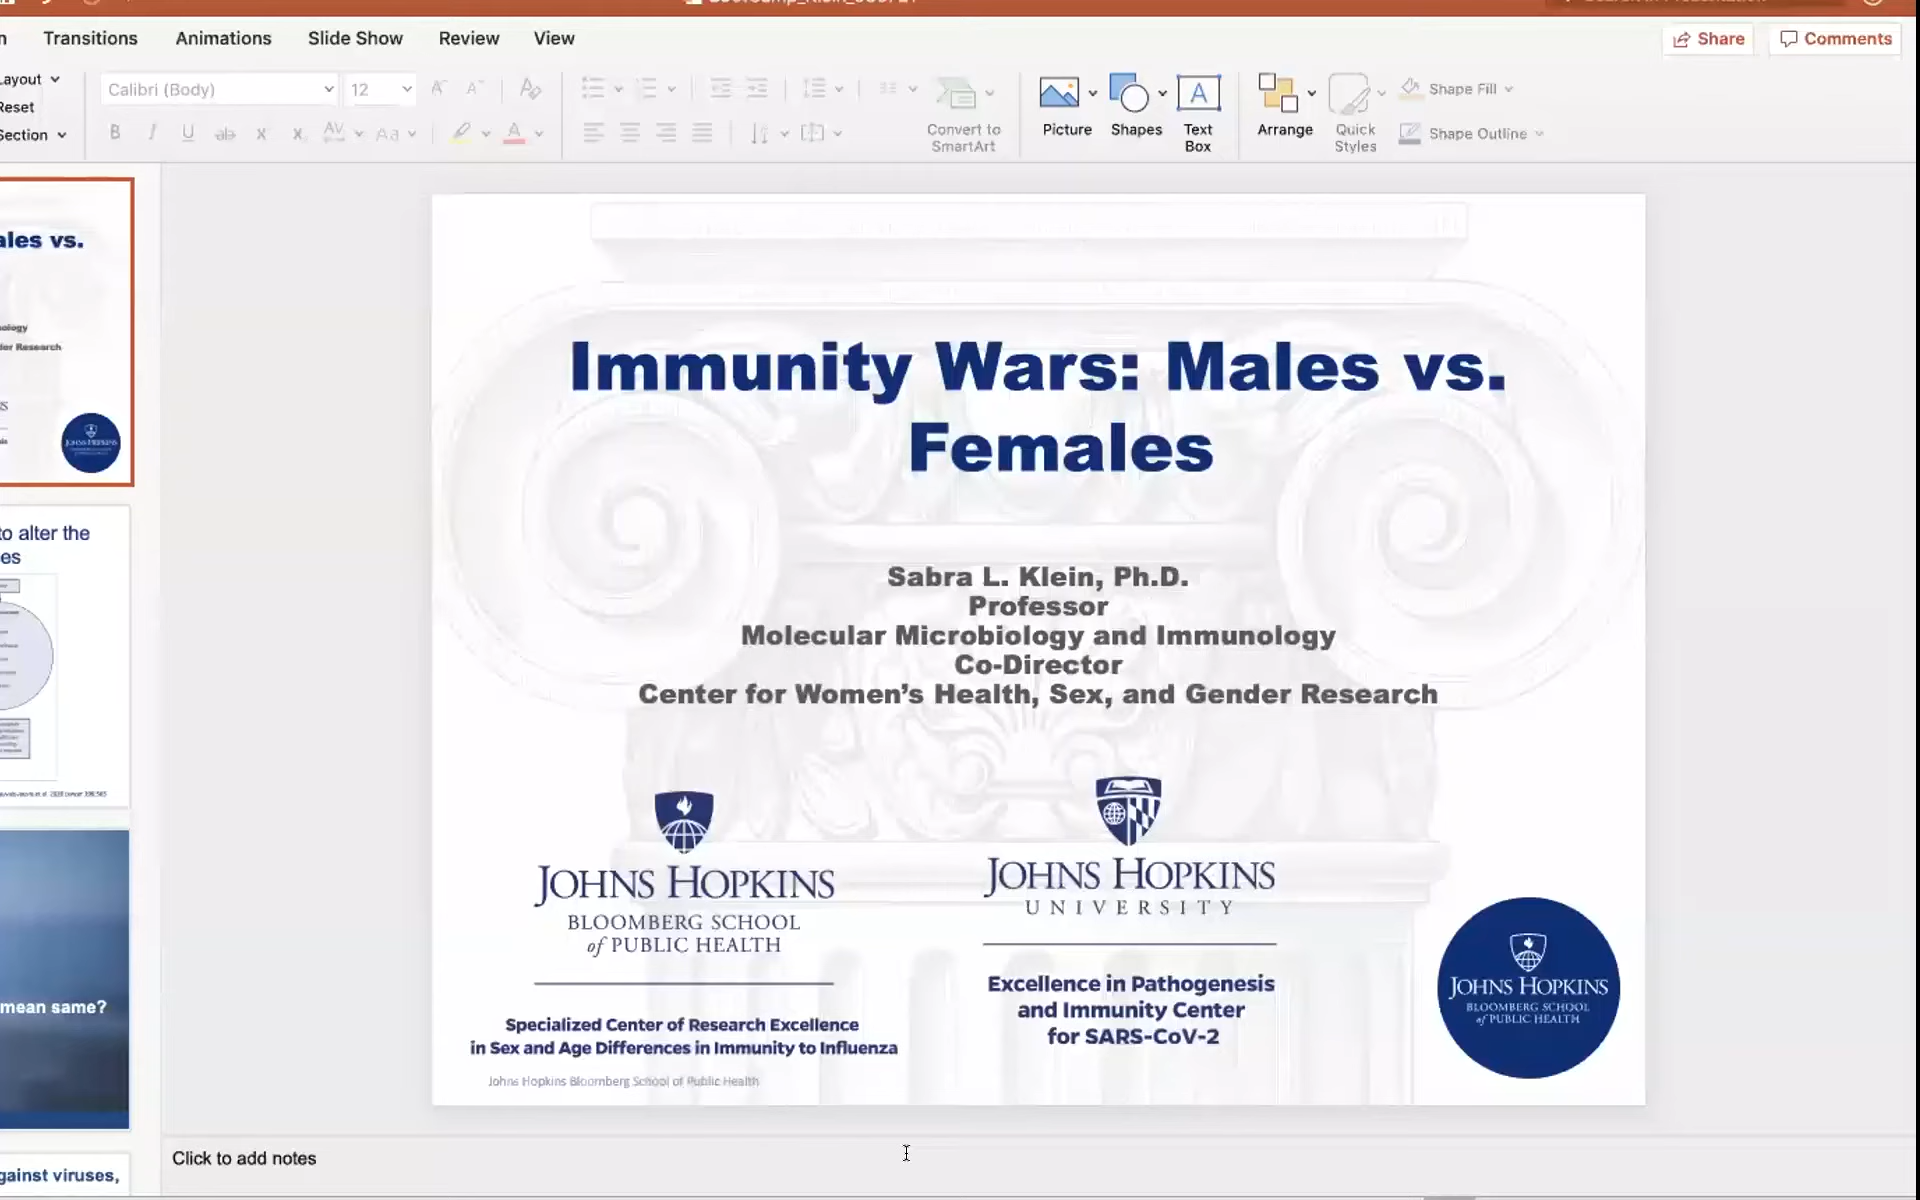 Transitions Animations Slide Show Review View Share Comments
Layout
Reset
Section
Calibri (Body) 12
Convert to
SmartArt
Picture Shapes Text
Box
Arrange Quick
Styles
Shape Fill
Shape Outline
ales vs.
der Research
JOHNS HOPKINS
to alter the
es
mean same?
gainst viruses,
Immunity Wars: Males vs.
Females
Sabra L. Klein, Ph.D.
Professor
Molecular Microbiology and Immunology
Co-Director
Center for Women’s Health, Sex, and Gender Research
JOHNS HOPKINS
BLOOMBERG SCHOOL
of PUBLIC HEALTH
Specialized Center of Research Excellence
in Sex and Age Differences in Immunity to Influenza
Johns Hopkins Bloomberg School of Public Health
JOHNS HOPKINS
UNIVERSITY
Excellence in Pathogenesis
and Immunity Center
for SARS-CoV-2
JOHNS HOPKINS
BLOOMBERG SCHOOL
of PUBLIC HEALTH
Click to add notes